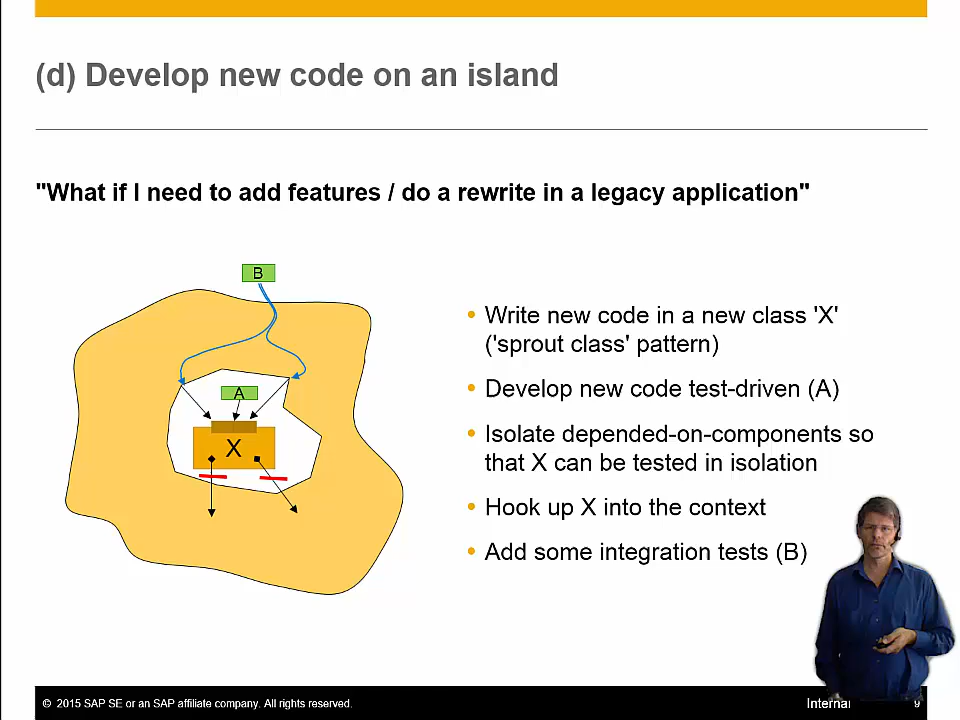 (d) Develop new code on an island
"What if I need to add features / do a rewrite in a legacy application"
B
A
X
• Write new code in a new class 'X'
('sprout class' pattern)
• Develop new code test-driven (A)
• Isolate depended-on-components so
that X can be tested in isolation
• Hook up X into the context
• Add some integration tests (B)
© 2015 SAP SE or an SAP affiliate company. All rights reserved.
Internal
9